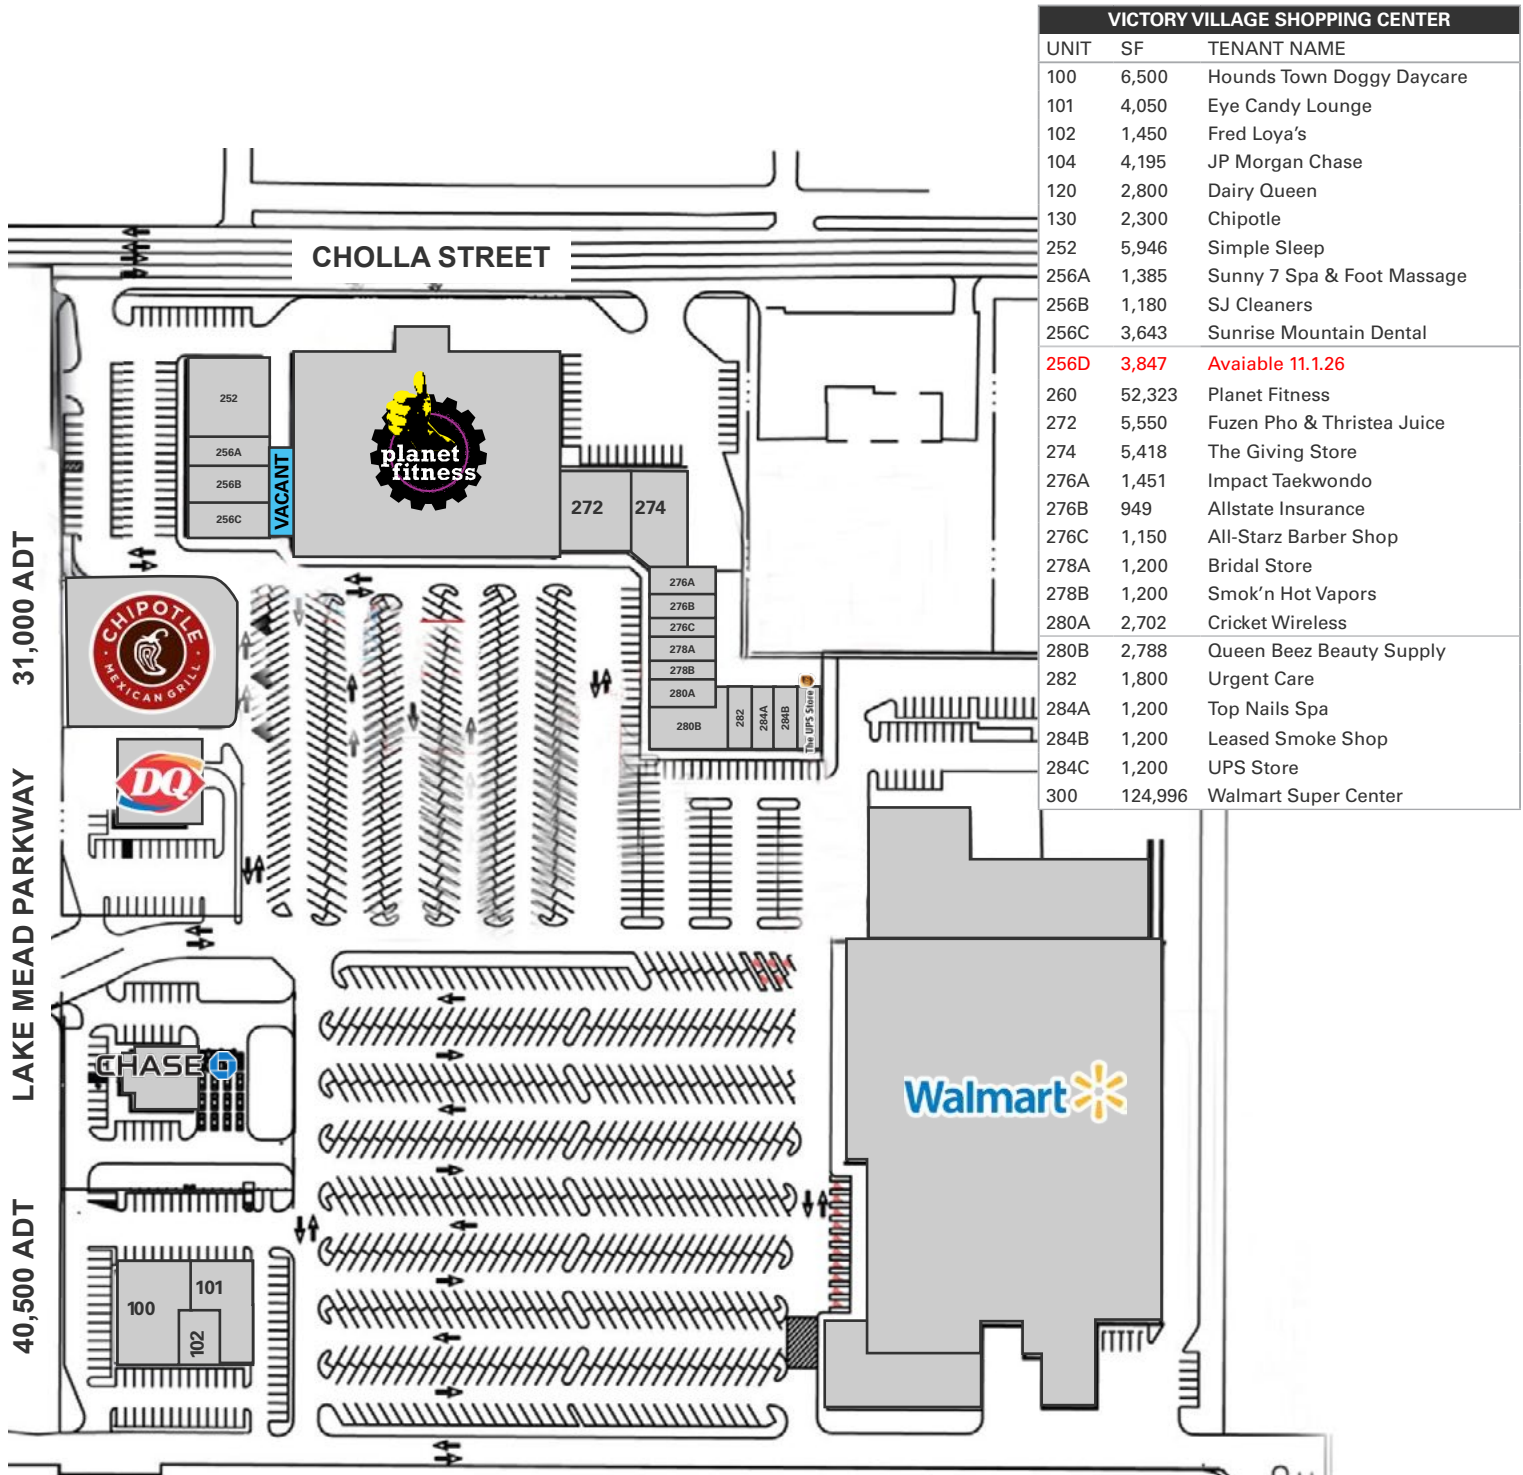 VICTORY VILLAGE SHOPPING CENTER
UNIT SF TENANT NAME
100 6,500 Hounds Town Doggy Daycare
101 4,050 Eye Candy Lounge
102 1,450 Fred Loya’s
104 4,195 JP Morgan Chase
120 2,800 Dairy Queen
130 2,300 Chipotle
252 5,946 Simple Sleep
256A 1,385 Sunny 7 Spa & Foot Massage
256B 1,180 SJ Cleaners
256C 3,643 Sunrise Mountain Dental
256D 3,847 Avaiable 11.1.26
260 52,323 Planet Fitness
272 5,550 Fuzen Pho & Thristea Juice
274 5,418 The Giving Store
276A 1,451 Impact Taekwondo
276B 949 Allstate Insurance
276C 1,150 All-Starz Barber Shop
278A 1,200 Bridal Store
278B 1,200 Smok’n Hot Vapors
280A 2,702 Cricket Wireless
280B 2,788 Queen Beez Beauty Supply
282 1,800 Urgent Care
284A 1,200 Top Nails Spa
284B 1,200 Leased Smoke Shop
284C 1,200 UPS Store
300 124,996 Walmart Super Center
CHOLLA STREET
252
256A
256B
256C
VACANT
planet
fitness
272
274
276A
276B
276C
278A
278B
280A
280B
282
284A
284B
The UPS Store
31,000 ADT
LAKE MEAD PARKWAY
40,500 ADT
CHIPOTLE
MEXICAN GRILL
DQ
CHASE
Walmart
100
101
102